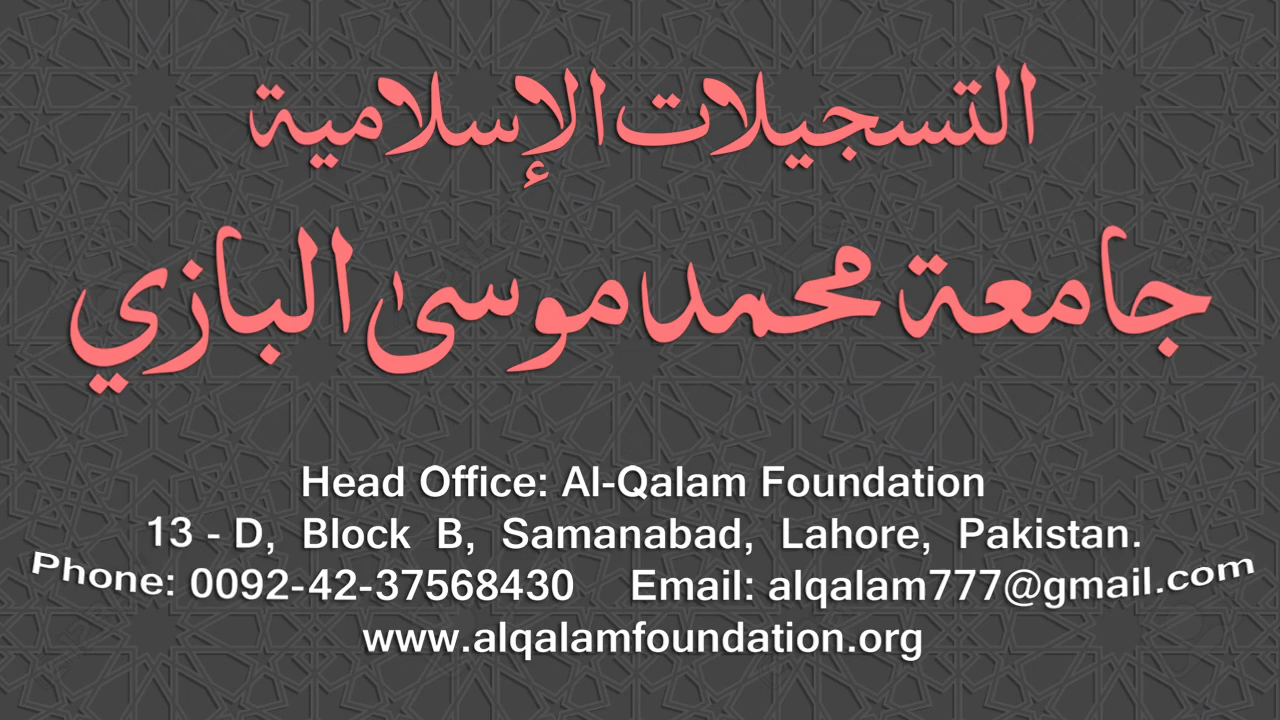 التسجيلات الإسلامية
جامعة محمد موسىٰ البازي
Head Office: Al-Qalam Foundation
13 - D, Block B, Samanabad, Lahore, Pakistan.
Phone: 0092-42-37568430 Email: alqalam777@gmail.com
www.alqalamfoundation.org